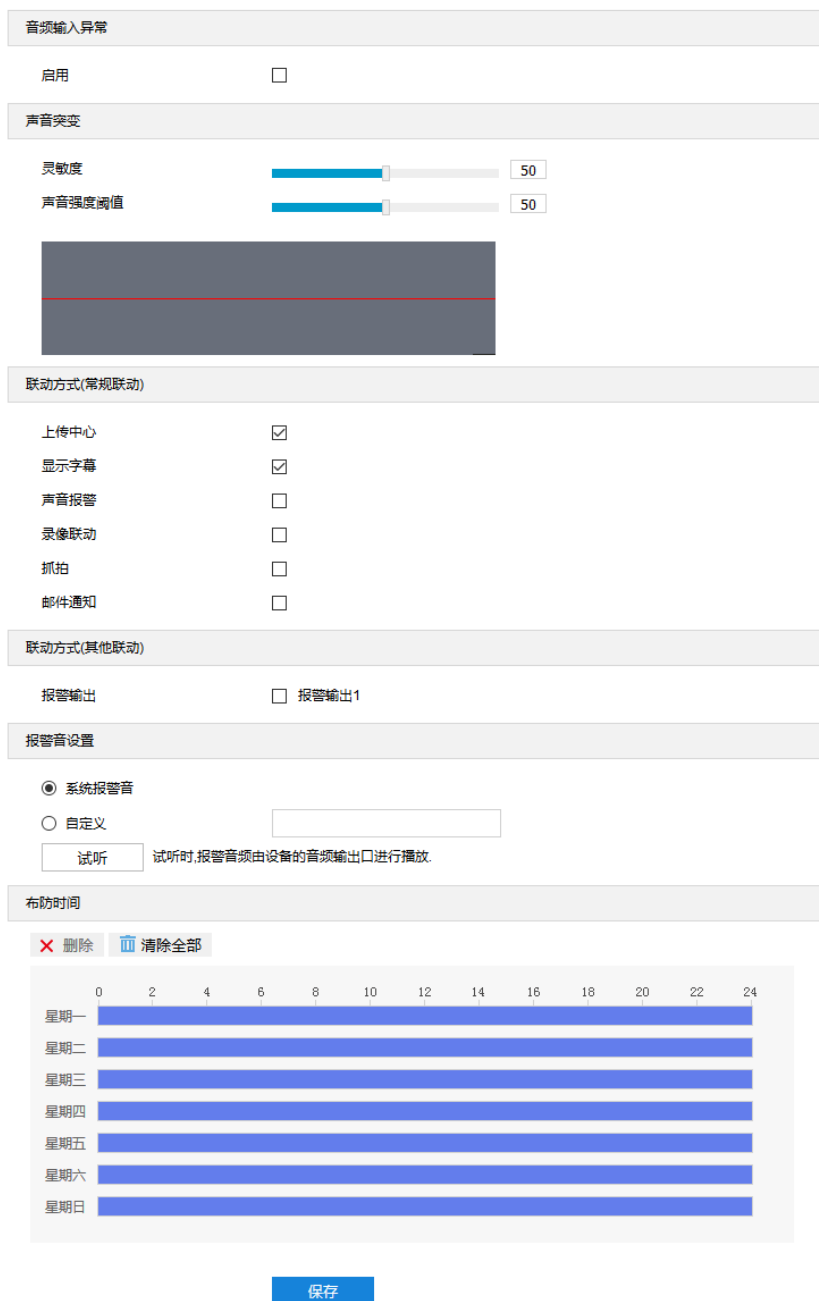 音频输入异常
启用
声音突变
灵敏度 50
声音强度阈值 50
联动方式(常规联动)
上传中心
显示字幕
声音报警
录像联动
抓拍
邮件通知
联动方式(其他联动)
报警输出 报警输出1
报警音设置
系统报警音
自定义
试听 试听时,报警音频由设备的音频输出口进行播放.
布防时间
删除 清除全部
0 2 4 6 8 10 12 14 16 18 20 22 24
星期一
星期二
星期三
星期四
星期五
星期六
星期日
保存